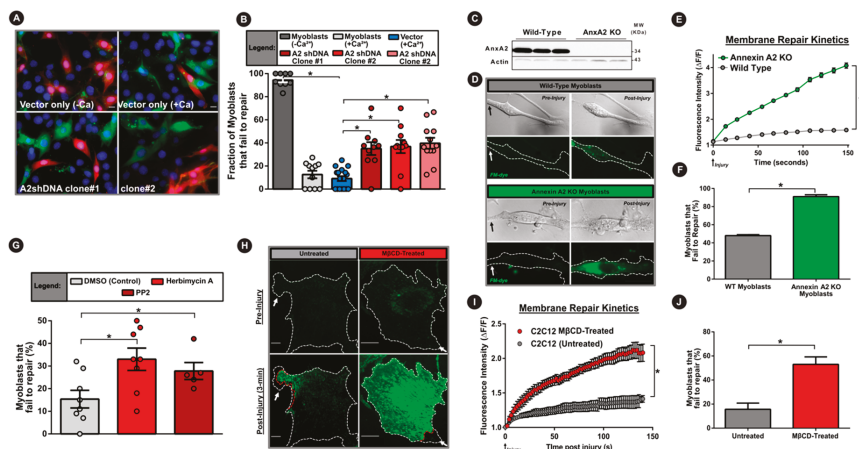 A
Vector only (-Ca)
Vector only (+Ca)
A2shDNA clone#1
clone#2
B
Legend:
Myoblasts (-Ca²⁺)
Myoblasts (+Ca²⁺)
Vector (+Ca²⁺)
A2 shDNA Clone #1
A2 shDNA Clone #2
A2 shDNA Clone #2
Fraction of Myoblasts that fail to repair
100
80
60
40
20
0
*
*
*
*
C
Wild-Type
AnxA2 KO
MW (KDa)
AnxA2
34
Actin
43
D
Wild-Type Myoblasts
Pre-Injury
Post-Injury
FM-dye
Annexin A2 KO Myoblasts
Pre-Injury
Post-Injury
FM-dye
E
Membrane Repair Kinetics
Annexin A2 KO
Wild Type
Fluorescence Intensity (ΔF/F)
4
3
2
1
0
50
100
150
Injury
Time (seconds)
F
Myoblasts that Fail to Repair (%)
100
80
60
40
20
0
*
WT Myoblasts
Annexin A2 KO Myoblasts
G
Legend:
DMSO (Control)
Herbimycin A
PP2
Myoblasts that fail to repair (%)
50
40
30
20
10
0
*
*
H
Untreated
MβCD-Treated
Pre-Injury
Post-Injury (3-min)
I
Membrane Repair Kinetics
C2C12 MβCD-Treated
C2C12 (Untreated)
Fluorescence Intensity (ΔF/F)
2.5
2.0
1.5
1.0
0
50
100
150
*
TIme post injury (s)
J
Myoblasts that fail to repair (%)
80
60
40
20
0
*
Untreated
MβCD-Treated